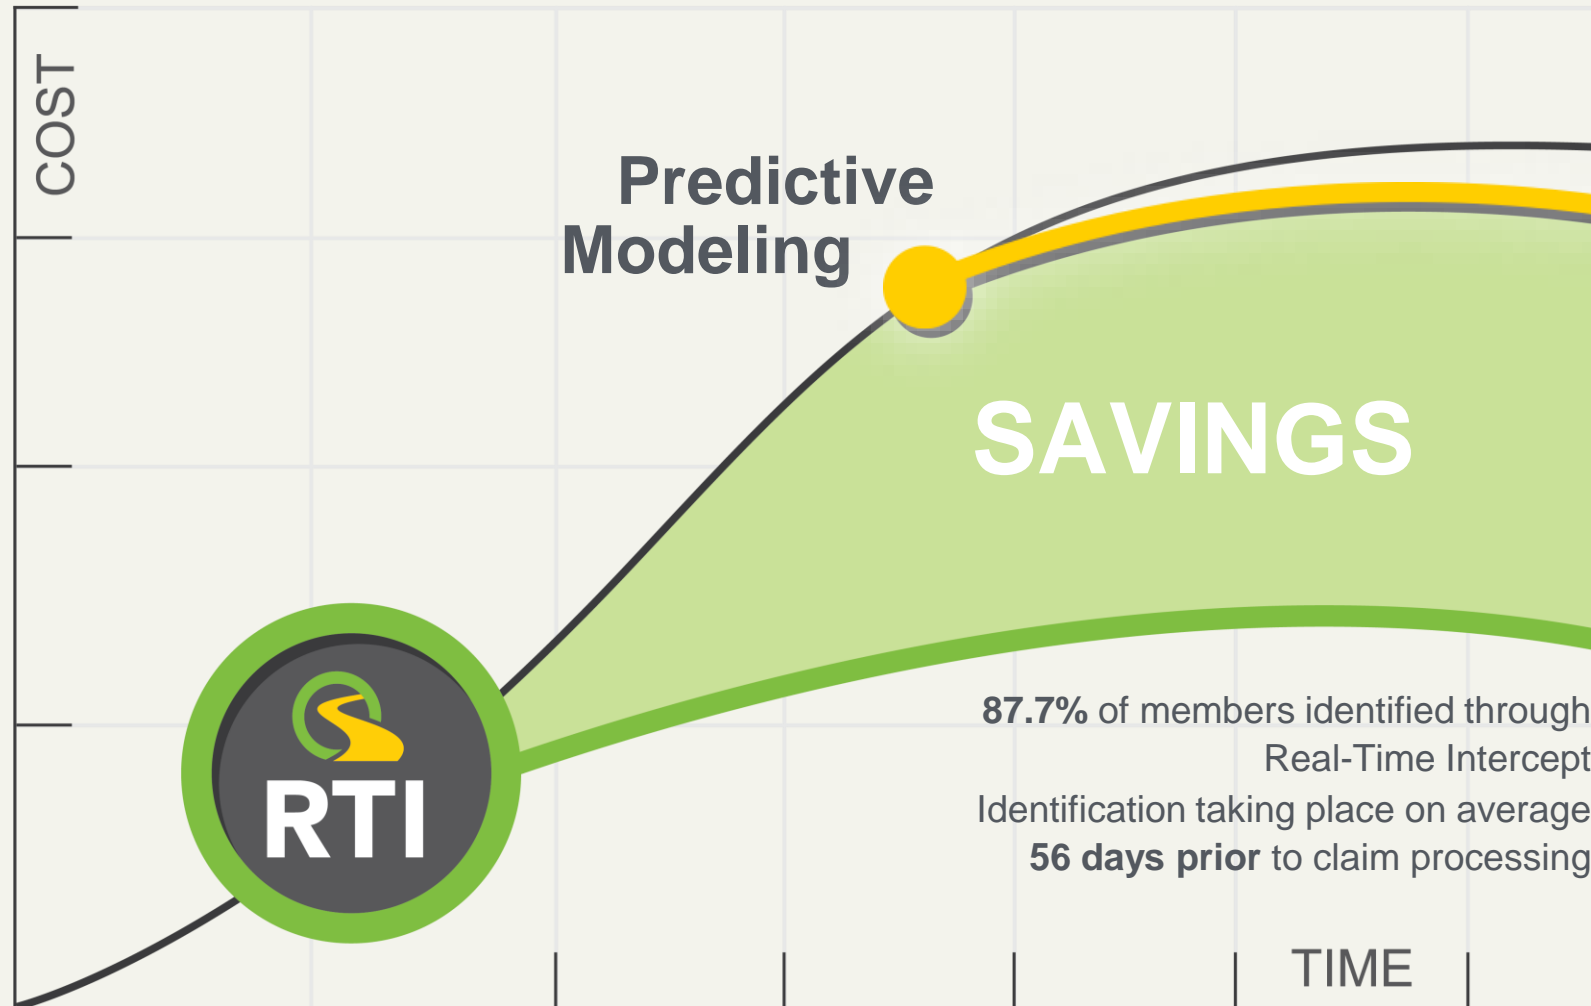 COST
Predictive
Modeling
SAVINGS
RTI
87.7% of members identified through
Real-Time Intercept
Identification taking place on average
56 days prior to claim processing
TIME